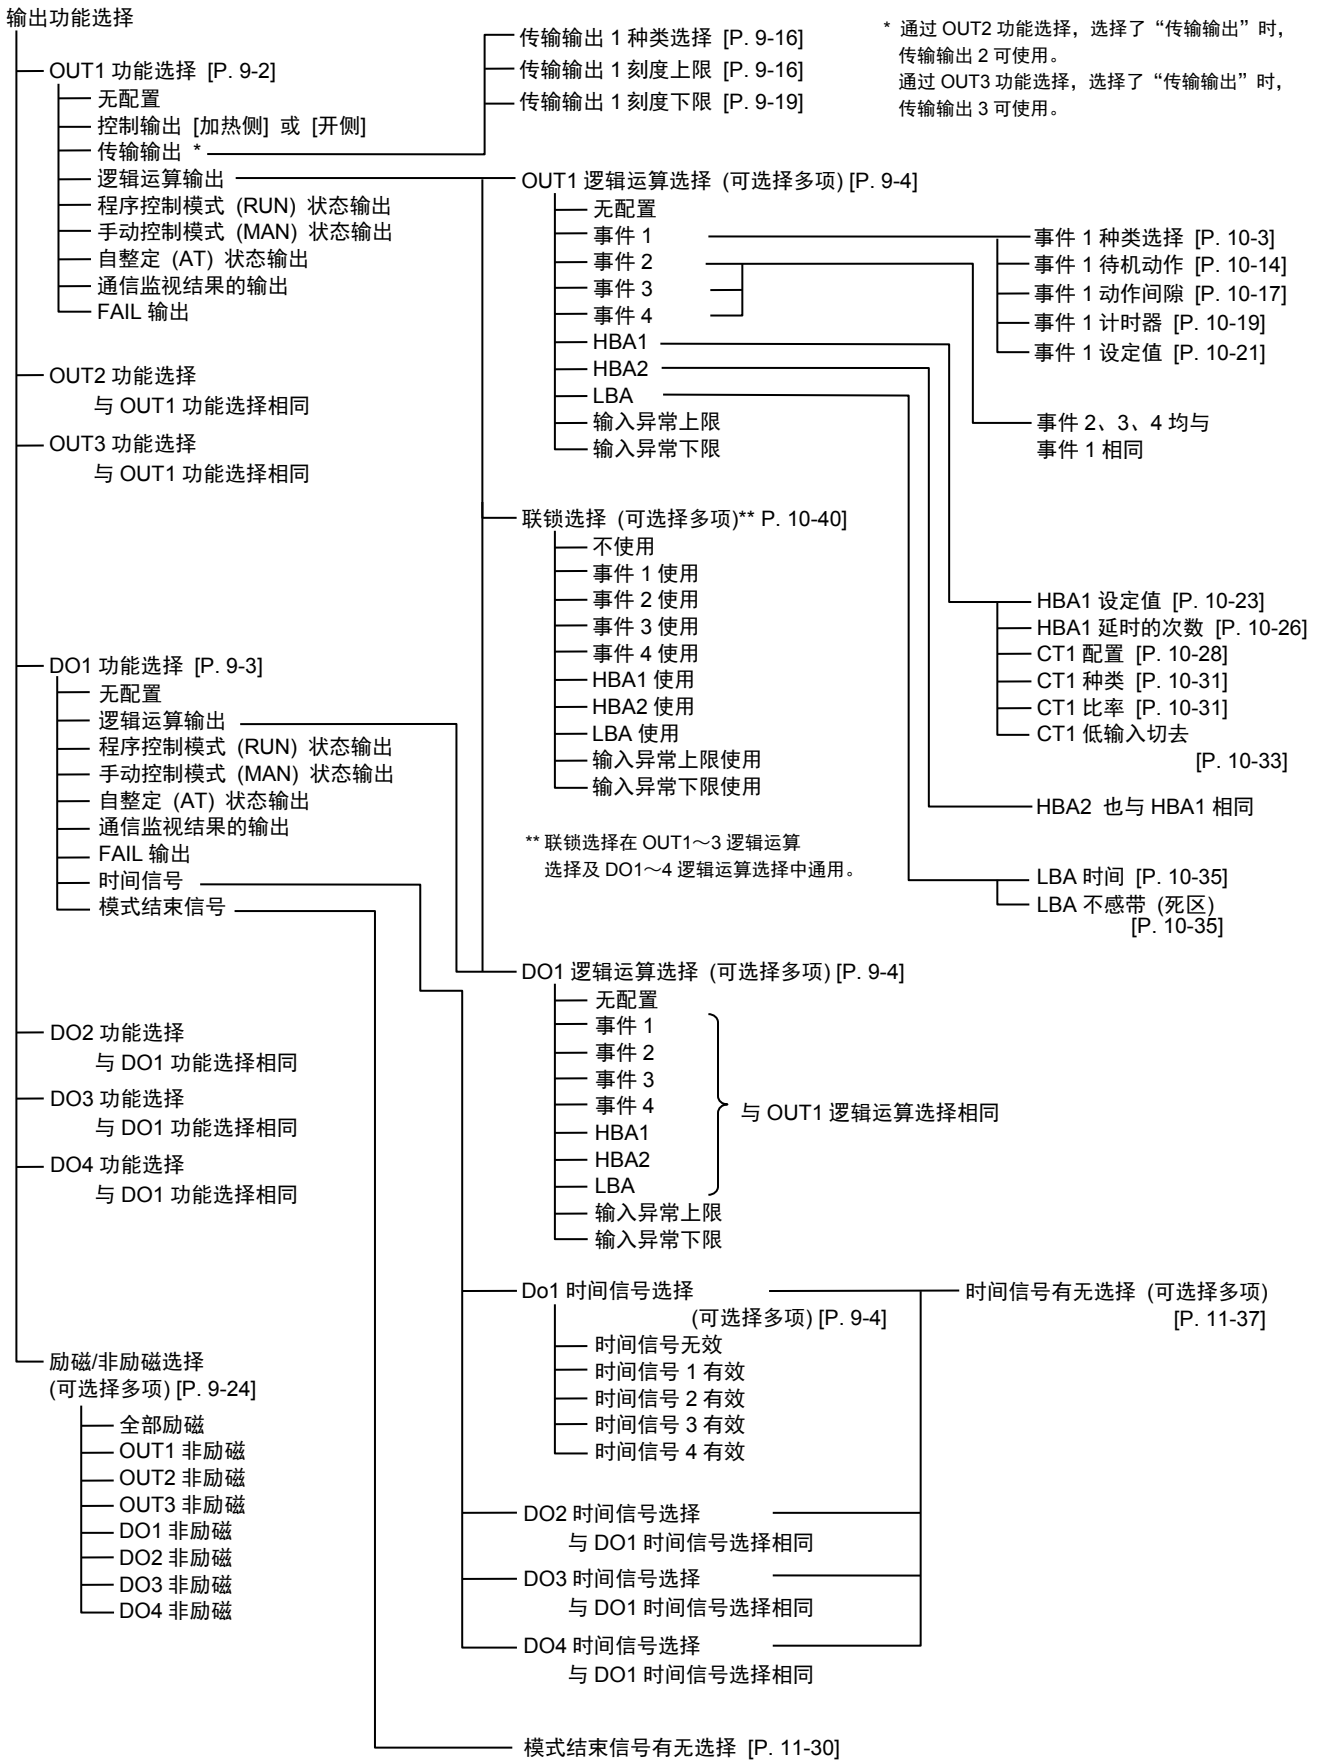 输出功能选择
OUT1 功能选择 [P. 9-2]
无配置
控制输出 [加热侧] 或 [开侧]
传输输出 *
逻辑运算输出
程序控制模式 (RUN) 状态输出
手动控制模式 (MAN) 状态输出
自整定 (AT) 状态输出
通信监视结果的输出
FAIL 输出
OUT2 功能选择
与 OUT1 功能选择相同
OUT3 功能选择
与 OUT1 功能选择相同
DO1 功能选择 [P. 9-3]
无配置
逻辑运算输出
程序控制模式 (RUN) 状态输出
手动控制模式 (MAN) 状态输出
自整定 (AT) 状态输出
通信监视结果的输出
FAIL 输出
时间信号
模式结束信号
DO2 功能选择
与 DO1 功能选择相同
DO3 功能选择
与 DO1 功能选择相同
DO4 功能选择
与 DO1 功能选择相同
励磁/非励磁选择
(可选择多项) [P. 9-24]
全部励磁
OUT1 非励磁
OUT2 非励磁
OUT3 非励磁
DO1 非励磁
DO2 非励磁
DO3 非励磁
DO4 非励磁
传输输出 1 种类选择 [P. 9-16]
传输输出 1 刻度上限 [P. 9-16]
传输输出 1 刻度下限 [P. 9-19]
* 通过 OUT2 功能选择，选择了“传输输出”时，
传输输出 2 可使用。
通过 OUT3 功能选择，选择了“传输输出”时，
传输输出 3 可使用。
OUT1 逻辑运算选择 (可选择多项) [P. 9-4]
无配置
事件 1
事件 2
事件 3
事件 4
HBA1
HBA2
LBA
输入异常上限
输入异常下限
事件 1 种类选择 [P. 10-3]
事件 1 待机动作 [P. 10-14]
事件 1 动作间隙 [P. 10-17]
事件 1 计时器 [P. 10-19]
事件 1 设定值 [P. 10-21]
事件 2、3、4 均与
事件 1 相同
联锁选择 (可选择多项)** P. 10-40]
不使用
事件 1 使用
事件 2 使用
事件 3 使用
事件 4 使用
HBA1 使用
HBA2 使用
LBA 使用
输入异常上限使用
输入异常下限使用
** 联锁选择在 OUT1～3 逻辑运算
选择及 DO1～4 逻辑运算选择中通用。
HBA1 设定值 [P. 10-23]
HBA1 延时的次数 [P. 10-26]
CT1 配置 [P. 10-28]
CT1 种类 [P. 10-31]
CT1 比率 [P. 10-31]
CT1 低输入切去
[P. 10-33]
HBA2 也与 HBA1 相同
LBA 时间 [P. 10-35]
LBA 不感带 (死区)
[P. 10-35]
DO1 逻辑运算选择 (可选择多项) [P. 9-4]
无配置
事件 1
事件 2
事件 3
事件 4
HBA1
HBA2
LBA
输入异常上限
输入异常下限
与 OUT1 逻辑运算选择相同
Do1 时间信号选择
(可选择多项) [P. 9-4]
时间信号无效
时间信号 1 有效
时间信号 2 有效
时间信号 3 有效
时间信号 4 有效
DO2 时间信号选择
与 DO1 时间信号选择相同
DO3 时间信号选择
与 DO1 时间信号选择相同
DO4 时间信号选择
与 DO1 时间信号选择相同
时间信号有无选择 (可选择多项)
[P. 11-37]
模式结束信号有无选择 [P. 11-30]